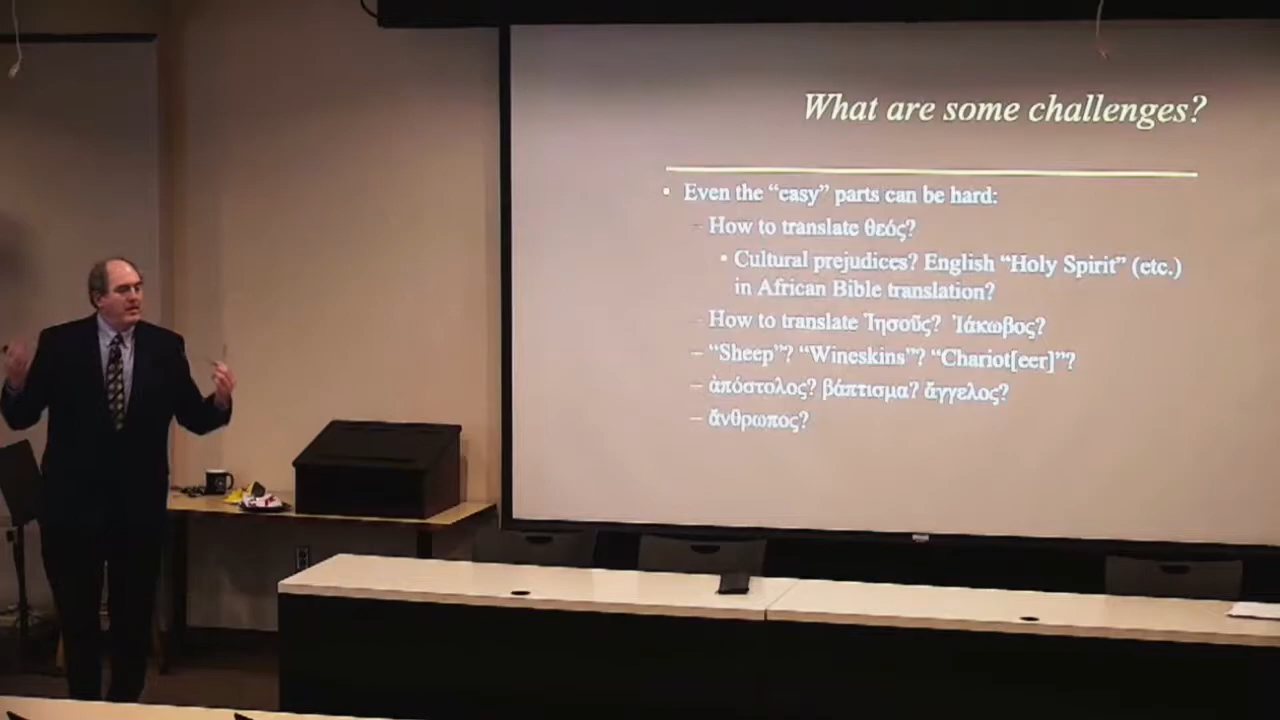 What are some challenges?
▪ Even the “easy” parts can be hard:
– How to translate θεός?
• Cultural prejudices? English “Holy Spirit” (etc.)
in African Bible translation?
– How to translate Ἰησοῦς? Ἰάκωβος?
– “Sheep”? “Wineskins”? “Chariot[eer]”?
– ἀπόστολος? βάπτισμα? ἄγγελος?
– ἄνθρωπος?